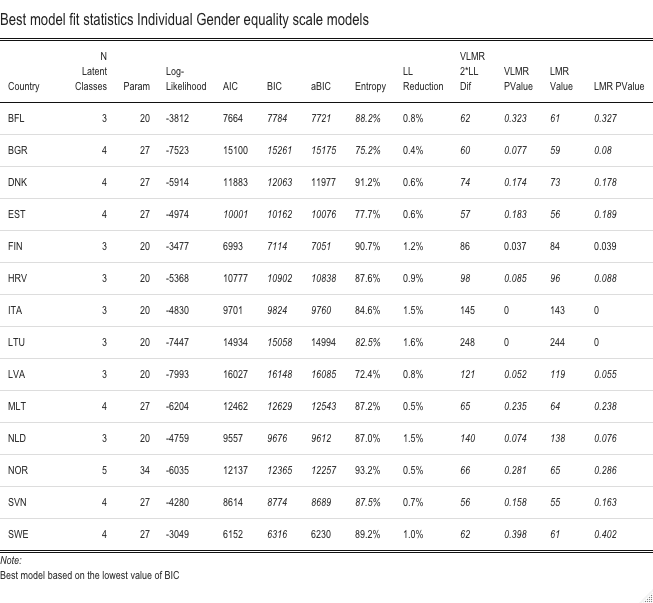 Best model fit statistics Individual Gender equality scale models
Country N Latent Classes Param Log-Likelihood AIC BIC aBIC Entropy LL Reduction VLMR 2*LL Dif VLMR PValue LMR Value LMR PValue
BFL 3 20 -3812 7664 7784 7721 88.2% 0.8% 62 0.323 61 0.327
BGR 4 27 -7523 15100 15261 15175 75.2% 0.4% 60 0.077 59 0.08
DNK 4 27 -5914 11883 12063 11977 91.2% 0.6% 74 0.174 73 0.178
EST 4 27 -4974 10001 10162 10076 77.7% 0.6% 57 0.183 56 0.189
FIN 3 20 -3477 6993 7114 7051 90.7% 1.2% 86 0.037 84 0.039
HRV 3 20 -5368 10777 10902 10838 87.6% 0.9% 98 0.085 96 0.088
ITA 3 20 -4830 9701 9824 9760 84.6% 1.5% 145 0 143 0
LTU 3 20 -7447 14934 15058 14994 82.5% 1.6% 248 0 244 0
LVA 3 20 -7993 16027 16148 16085 72.4% 0.8% 121 0.052 119 0.055
MLT 4 27 -6204 12462 12629 12543 87.2% 0.5% 65 0.235 64 0.238
NLD 3 20 -4759 9557 9676 9612 87.0% 1.5% 140 0.074 138 0.076
NOR 5 34 -6035 12137 12365 12257 93.2% 0.5% 66 0.281 65 0.286
SVN 4 27 -4280 8614 8774 8689 87.5% 0.7% 56 0.158 55 0.163
SWE 4 27 -3049 6152 6316 6230 89.2% 1.0% 62 0.398 61 0.402
Note:
Best model based on the lowest value of BIC